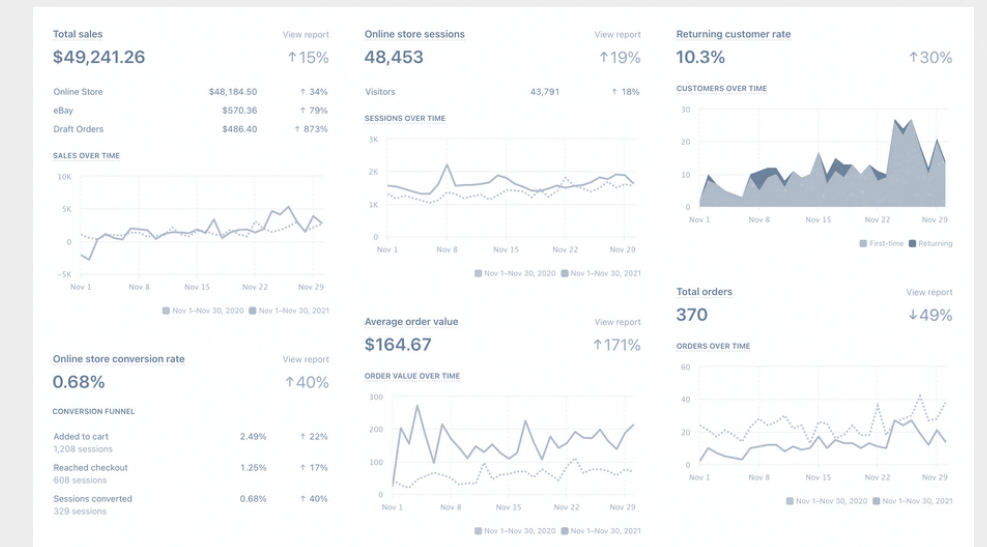 Total sales View report
$49,241.26 ↑15%
Online Store $48,184.50 ↑ 34%
eBay $570.36 ↑ 79%
Draft Orders $486.40 ↑ 873%
SALES OVER TIME
10K
5K
0
-5K
Nov 1 Nov 8 Nov 15 Nov 22 Nov 29
Nov 1–Nov 30, 2020 Nov 1–Nov 30, 2021
Online store conversion rate View report
0.68% ↑40%
CONVERSION FUNNEL
Added to cart 2.49% ↑ 22%
1,208 sessions
Reached checkout 1.25% ↑ 17%
608 sessions
Sessions converted 0.68% ↑ 40%
329 sessions
Online store sessions View report
48,453 ↑19%
Visitors 43,791 ↑ 18%
SESSIONS OVER TIME
3K
2K
1K
0
Nov 1 Nov 8 Nov 15 Nov 22 Nov 29
Nov 1–Nov 30, 2020 Nov 1–Nov 30, 2021
Average order value View report
$164.67 ↑171%
ORDER VALUE OVER TIME
300
200
100
0
Nov 1 Nov 8 Nov 15 Nov 22 Nov 29
Nov 1–Nov 30, 2020 Nov 1–Nov 30, 2021
Returning customer rate View report
10.3% ↑30%
CUSTOMERS OVER TIME
30
20
10
0
Nov 1 Nov 8 Nov 15 Nov 22 Nov 29
First-time Returning
Total orders View report
370 ↓49%
ORDERS OVER TIME
60
40
20
0
Nov 1 Nov 8 Nov 15 Nov 22 Nov 29
Nov 1–Nov 30, 2020 Nov 1–Nov 30, 2021